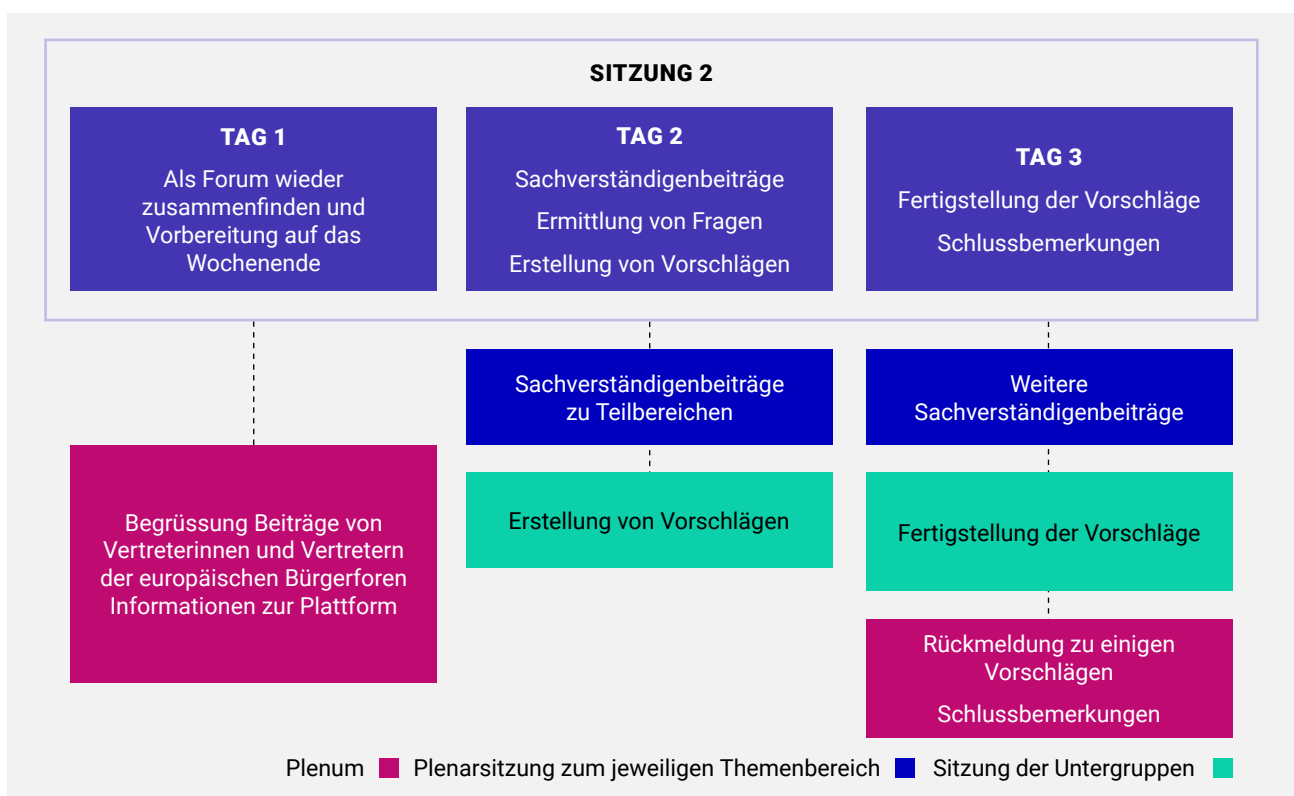 SITZUNG 2
TAG 1
Als Forum wieder
zusammenfinden und
Vorbereitung auf das
Wochenende
TAG 2
Sachverständigenbeiträge
Ermittlung von Fragen
Erstellung von Vorschlägen
TAG 3
Fertigstellung der Vorschläge
Schlussbemerkungen
Begrüssung Beiträge von
Vertreterinnen und Vertretern
der europäischen Bürgerforen
Informationen zur Plattform
Sachverständigenbeiträge
zu Teilbereichen
Erstellung von Vorschlägen
Weitere
Sachverständigenbeiträge
Fertigstellung der Vorschläge
Rückmeldung zu einigen
Vorschlägen
Schlussbemerkungen
Plenum Plenarsitzung zum jeweiligen Themenbereich Sitzung der Untergruppen